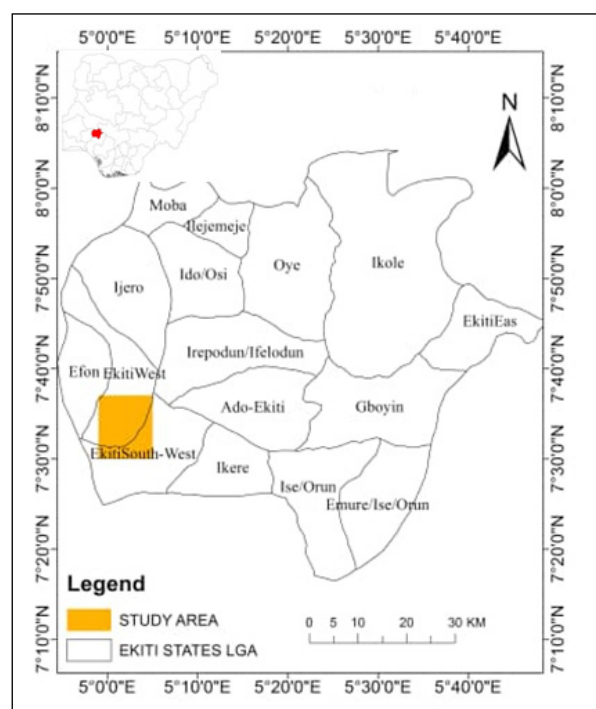 5°0'0"E 5°10'0"E 5°20'0"E 5°30'0"E 5°40'0"E
8°10'0"N 8°10'0"N
N
8°0'0"N 8°0'0"N
Moba
Ilejemeje
Oye
Ikole
Ido/Osi
Ijero
7°50'0"N 7°50'0"N
EkitiEas
Irepodun/Ifelodun
7°40'0"N 7°40'0"N
Efon EkitiWest
Ado-Ekiti
Gboyin
EkitiSouth-West
7°30'0"N 7°30'0"N
Ikere
Ise/Orun
Emure/Ise/Orun
7°20'0"N 7°20'0"N
Legend
STUDY AREA
EKITI STATES LGA
0 5 10 20 30 KM
7°10'0"N 7°10'0"N
5°0'0"E 5°10'0"E 5°20'0"E 5°30'0"E 5°40'0"E